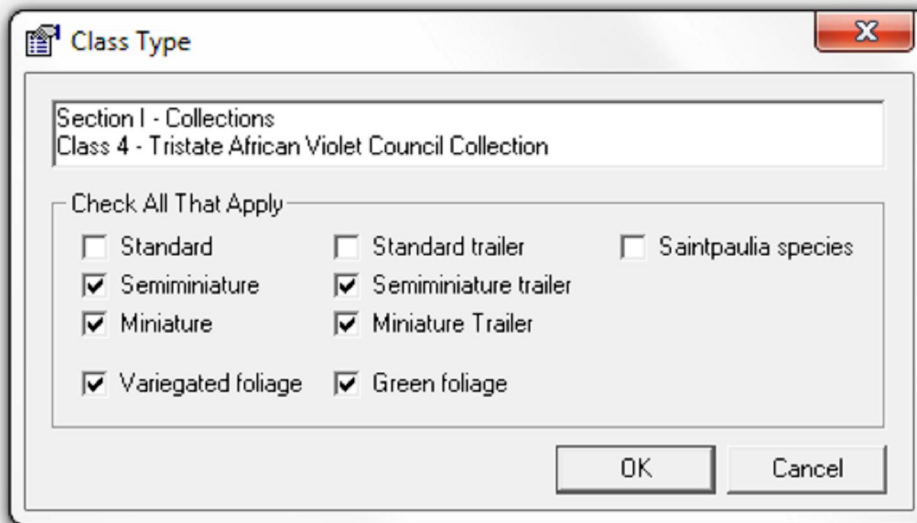 Class Type
Section I - Collections
Class 4 - Tristate African Violet Council Collection
Check All That Apply
Standard Standard trailer Saintpaulia species
Semiminiature Semiminiature trailer
Miniature Miniature Trailer
Variegated foliage Green foliage
OK Cancel